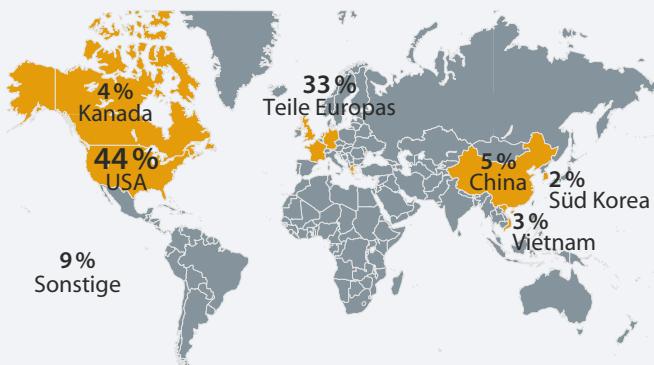 4 %
Kanada
44 %
USA
33 %
Teile Europas
5 %
China
2 %
Süd Korea
3 %
Vietnam
9 %
Sonstige